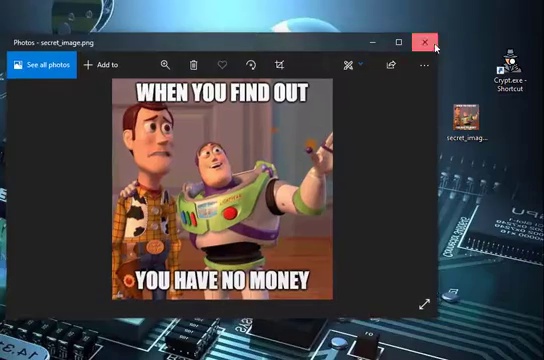 Photos - secret_image.png
See all photos
Add to
WHEN YOU FIND OUT
YOU HAVE NO MONEY
Crypt.exe -
Shortcut
secret_imag...